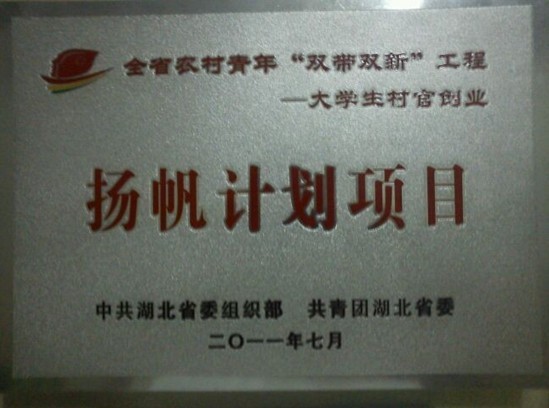 全省农村青年“双带双新”工程
—大学生村官创业
扬帆计划项目
中共湖北省委组织部 共青团湖北省委
二〇一一年七月